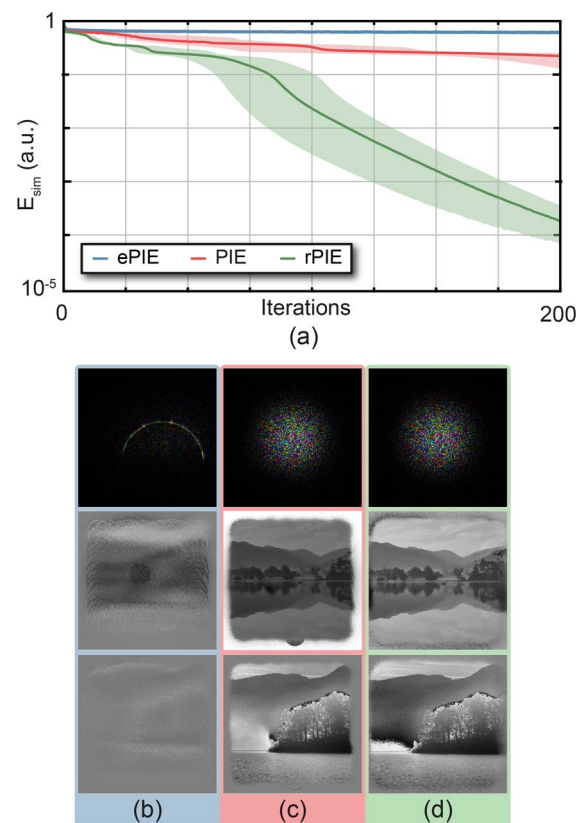 1
E_sim (a.u.)
ePIE PIE rPIE
10^-5
0 Iterations 200
(a)
(b) (c) (d)